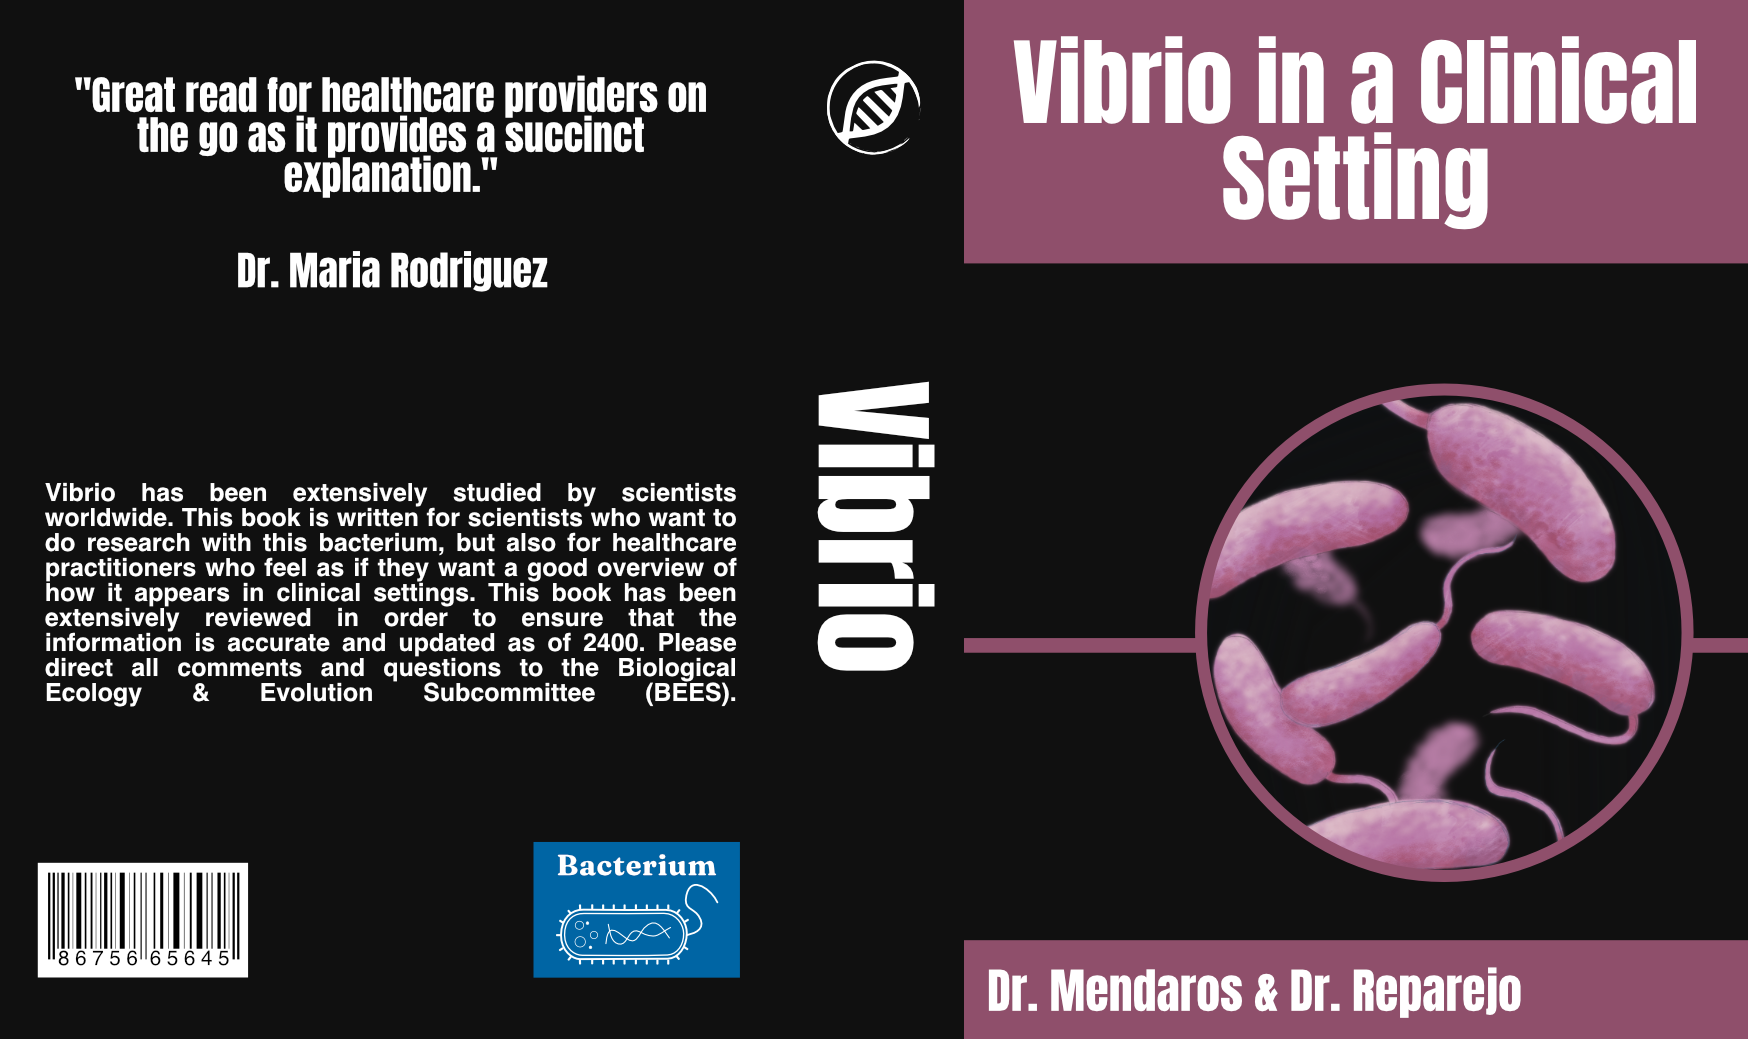 "Great read for healthcare providers on
the go as it provides a succinct
explanation."
Dr. Maria Rodriguez
Vibrio has been extensively studied by scientists
worldwide. This book is written for scientists who want to
do research with this bacterium, but also for healthcare
practitioners who feel as if they want a good overview of
how it appears in clinical settings. This book has been
extensively reviewed in order to ensure that the
information is accurate and updated as of 2400. Please
direct all comments and questions to the Biological
Ecology & Evolution Subcommittee (BEES).
86756 65645
Bacterium
Vibrio
Vibrio in a Clinical
Setting
Dr. Mendaros & Dr. Reparejo